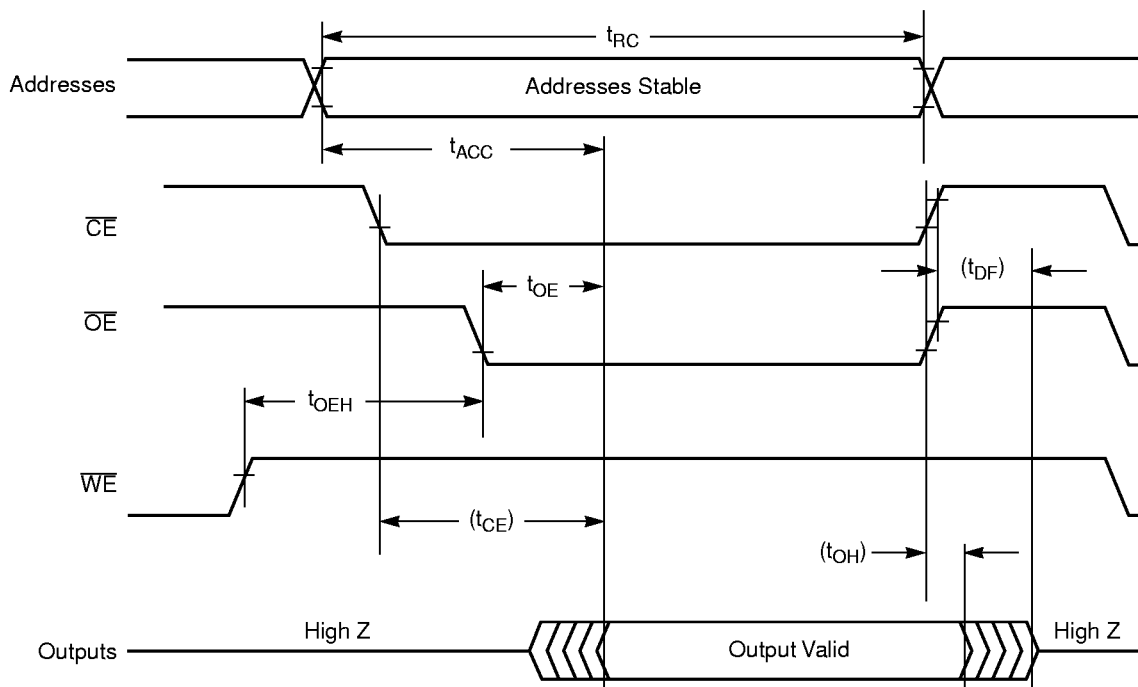 tRC
Addresses
Addresses Stable
tACC
CE
(tDF)
tOE
OE
tOEH
WE
(tCE)
(tOH)
High Z
High Z
Outputs
Output Valid